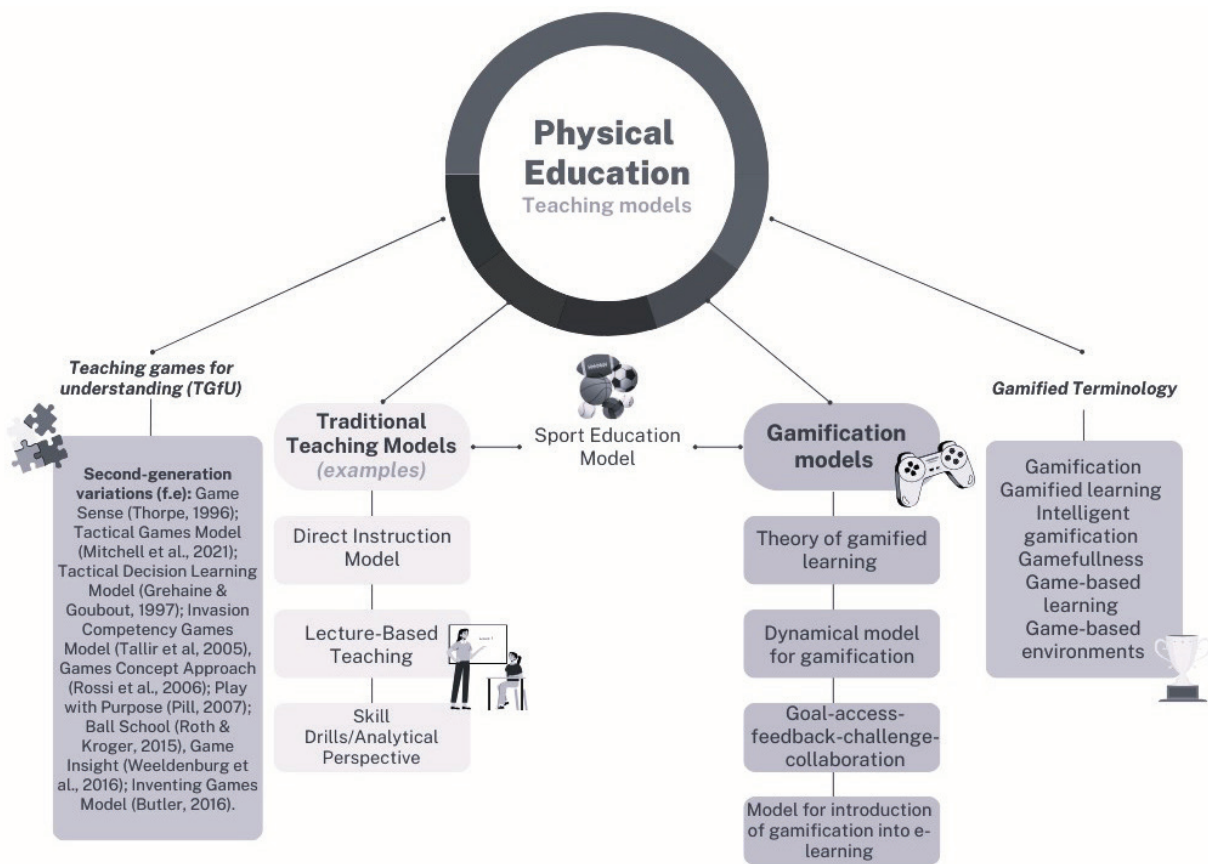 Physical
Education
Teaching models
Teaching games for
understanding (TGfU)
Second-generation
variations (f.e): Game
Sense (Thorpe, 1996);
Tactical Games Model
(Mitchell et al., 2021);
Tactical Decision Learning
Model (Grehaine &
Goubout, 1997); Invasion
Competency Games
Model (Tallir et al, 2005),
Games Concept Approach
(Rossi et al., 2006); Play
with Purpose (Pill, 2007);
Ball School (Roth &
Kroger, 2015), Game
Insight (Weeldenburg et
al., 2016); Inventing Games
Model (Butler, 2016).
Traditional
Teaching Models
(examples)
Direct Instruction
Model
Lecture-Based
Teaching
Skill
Drills/Analytical
Perspective
Sport Education
Model
Gamification
models
Theory of gamified
learning
Dynamical model
for gamification
Goal-access-
feedback-challenge-
collaboration
Model for introduction
of gamification into e-
learning
Gamified Terminology
Gamification
Gamified learning
Intelligent
gamification
Gamefullness
Game-based
learning
Game-based
environments